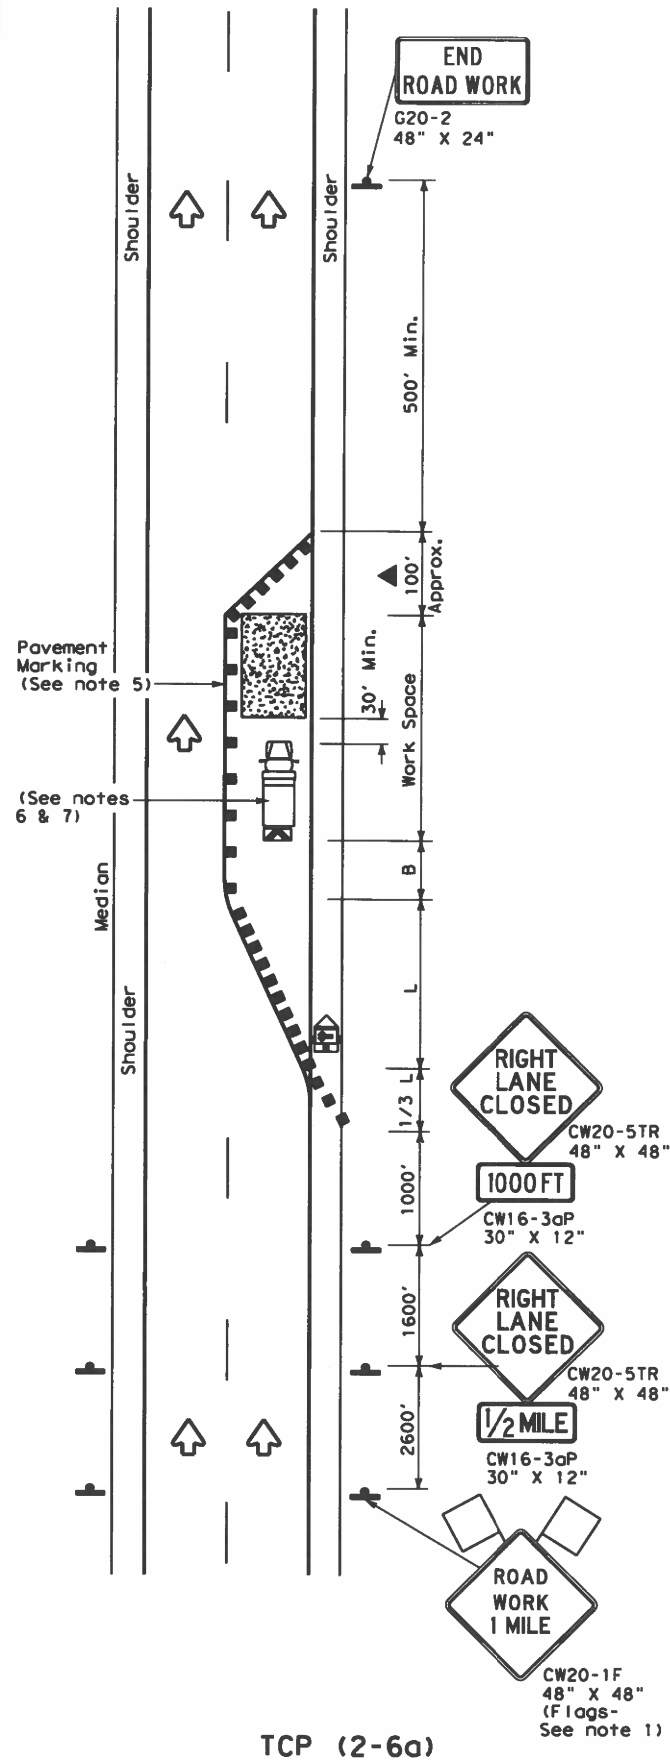 END
ROAD WORK
G20-2
48" X 24"
Shoulder
Shoulder
500' Min.
100'
Approx.
Pavement
Marking
(See note 5)
30' Min.
Work Space
(See notes
6 & 7)
B
Median
L
Shoulder
RIGHT
LANE
CLOSED
1/3 L
CW20-5TR
48" X 48"
1000 FT
1000'
CW16-3aP
30" X 12"
RIGHT
LANE
CLOSED
1600'
CW20-5TR
48" X 48"
1/2 MILE
2600'
CW16-3aP
30" X 12"
ROAD
WORK
1 MILE
CW20-1F
48" X 48"
(Flags-
See note 1)
TCP (2-6a)